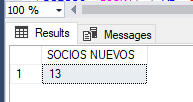 100 %
Results
Messages
SOCIOS NUEVOS
1
13